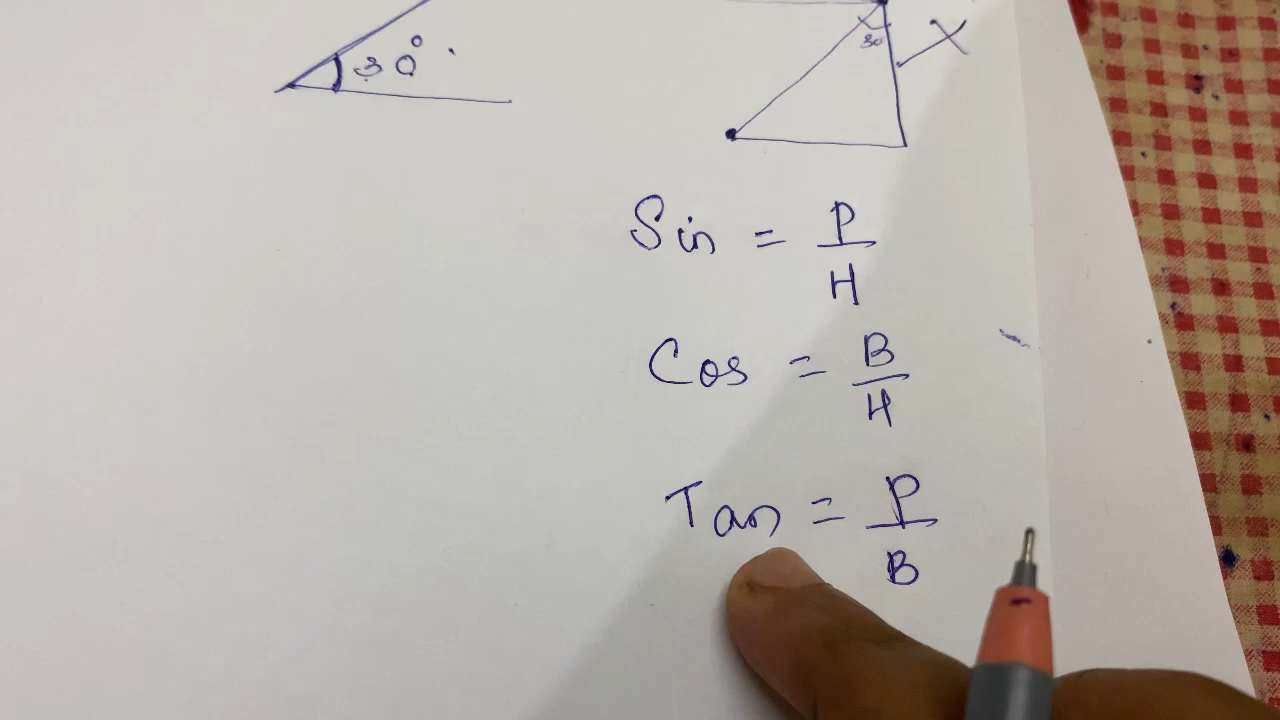 30°
30
X
Sin = P/H
Cos = B/H
Tan = P/B